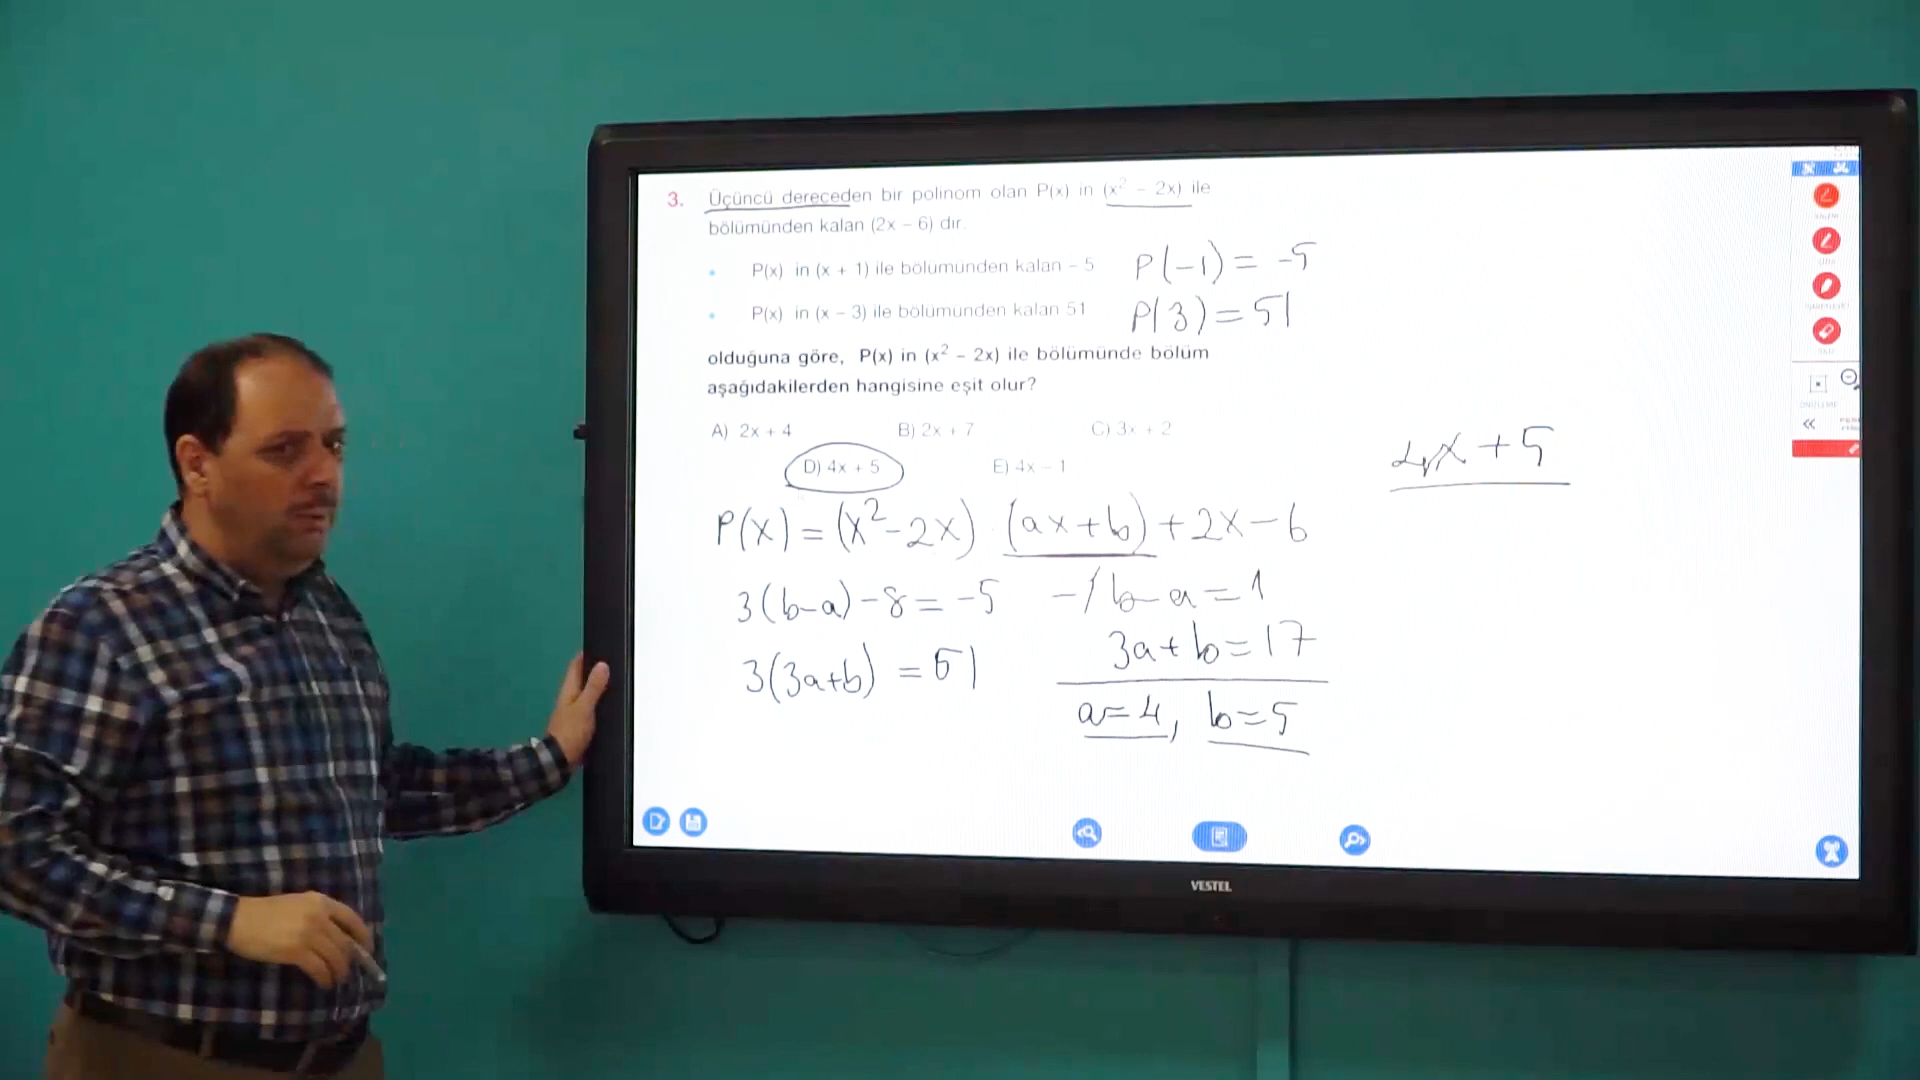 3. Üçüncü dereceden bir polinom olan P(x) in (x² – 2x) ile
bölümünden kalan (2x – 6) dır.
• P(x) in (x + 1) ile bölümünden kalan – 5 P(-1) = -5
• P(x) in (x – 3) ile bölümünden kalan 51 P(3) = 51
olduğuna göre, P(x) in (x² – 2x) ile bölümünde bölüm
aşağıdakilerden hangisine eşit olur?
A) 2x + 4 B) 2x + 7 C) 3x + 2
D) 4x + 5 E) 4x – 1
4x + 5
P(x) = (x² - 2x) · (ax + b) + 2x - 6
3(b-a) - 8 = -5 -/ b - a = 1
3(3a+b) = 51 3a + b = 17
a = 4, b = 5
VESTEL